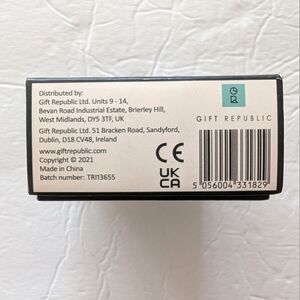 Distributed by:
Gift Republic Ltd. Units 9 - 14,
Bevan Road Industrial Estate, Brierley Hill,
West Midlands, DY5 3TF, UK
Gift Republic Ltd. 51 Bracken Road, Sandyford,
Dublin, D18 CV48, Ireland
www.giftrepublic.com
Copyright © 2021
Made in China
Batch number: TRI13655
CE
UK
CA
GIFT REPUBLIC
5 056004 331829